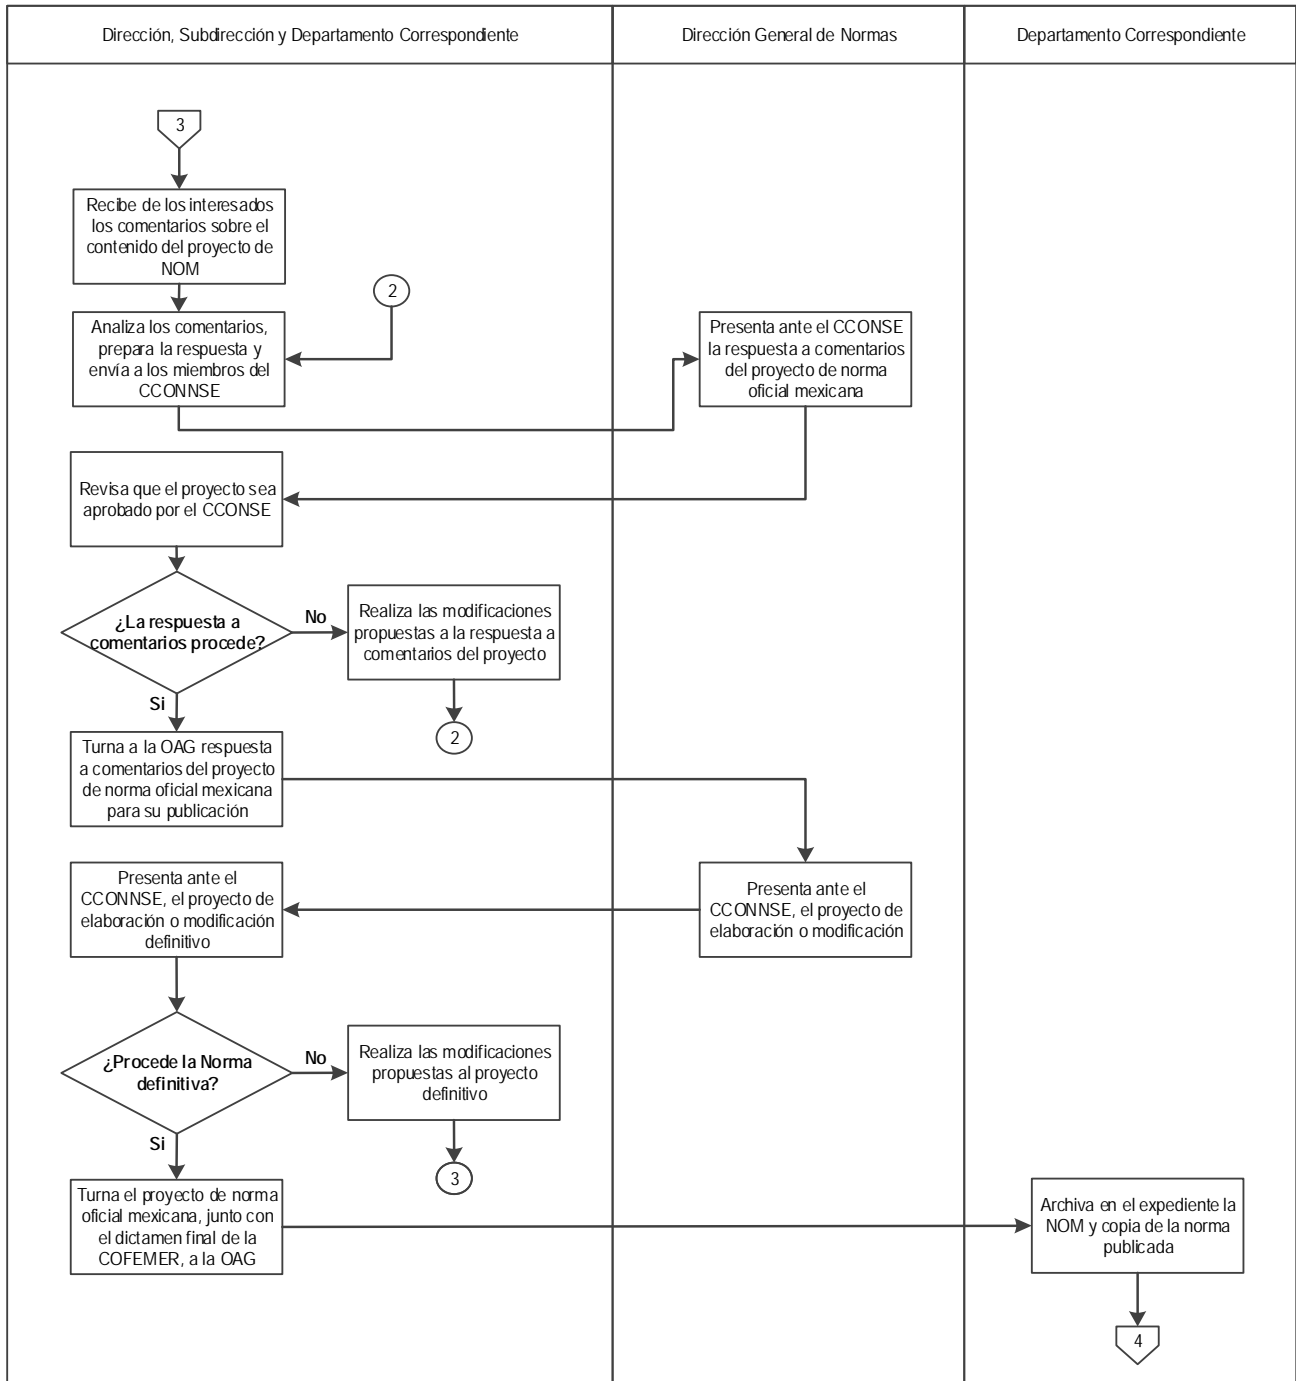 Dirección, Subdirección y Departamento Correspondiente
Dirección General de Normas
Departamento Correspondiente
3
Recibe de los interesados
los comentarios sobre el
contenido del proyecto de
NOM
2
Analiza los comentarios,
prepara la respuesta y
envía a los miembros del
CCONNSE
Presenta ante el CCONSE
la respuesta a comentarios
del proyecto de norma
oficial mexicana
Revisa que el proyecto sea
aprobado por el CCONSE
¿La respuesta a
comentarios procede?
No
Realiza las modificaciones
propuestas a la respuesta a
comentarios del proyecto
Si
2
Turna a la OAG respuesta
a comentarios del proyecto
de norma oficial mexicana
para su publicación
Presenta ante el
CCONNSE, el proyecto de
elaboración o modificación
definitivo
Presenta ante el
CCONNSE, el proyecto de
elaboración o modificación
¿Procede la Norma
definitiva?
No
Realiza las modificaciones
propuestas al proyecto
definitivo
Si
3
Turna el proyecto de norma
oficial mexicana, junto con
el dictamen final de la
COFEMER, a la OAG
Archiva en el expediente la
NOM y copia de la norma
publicada
4